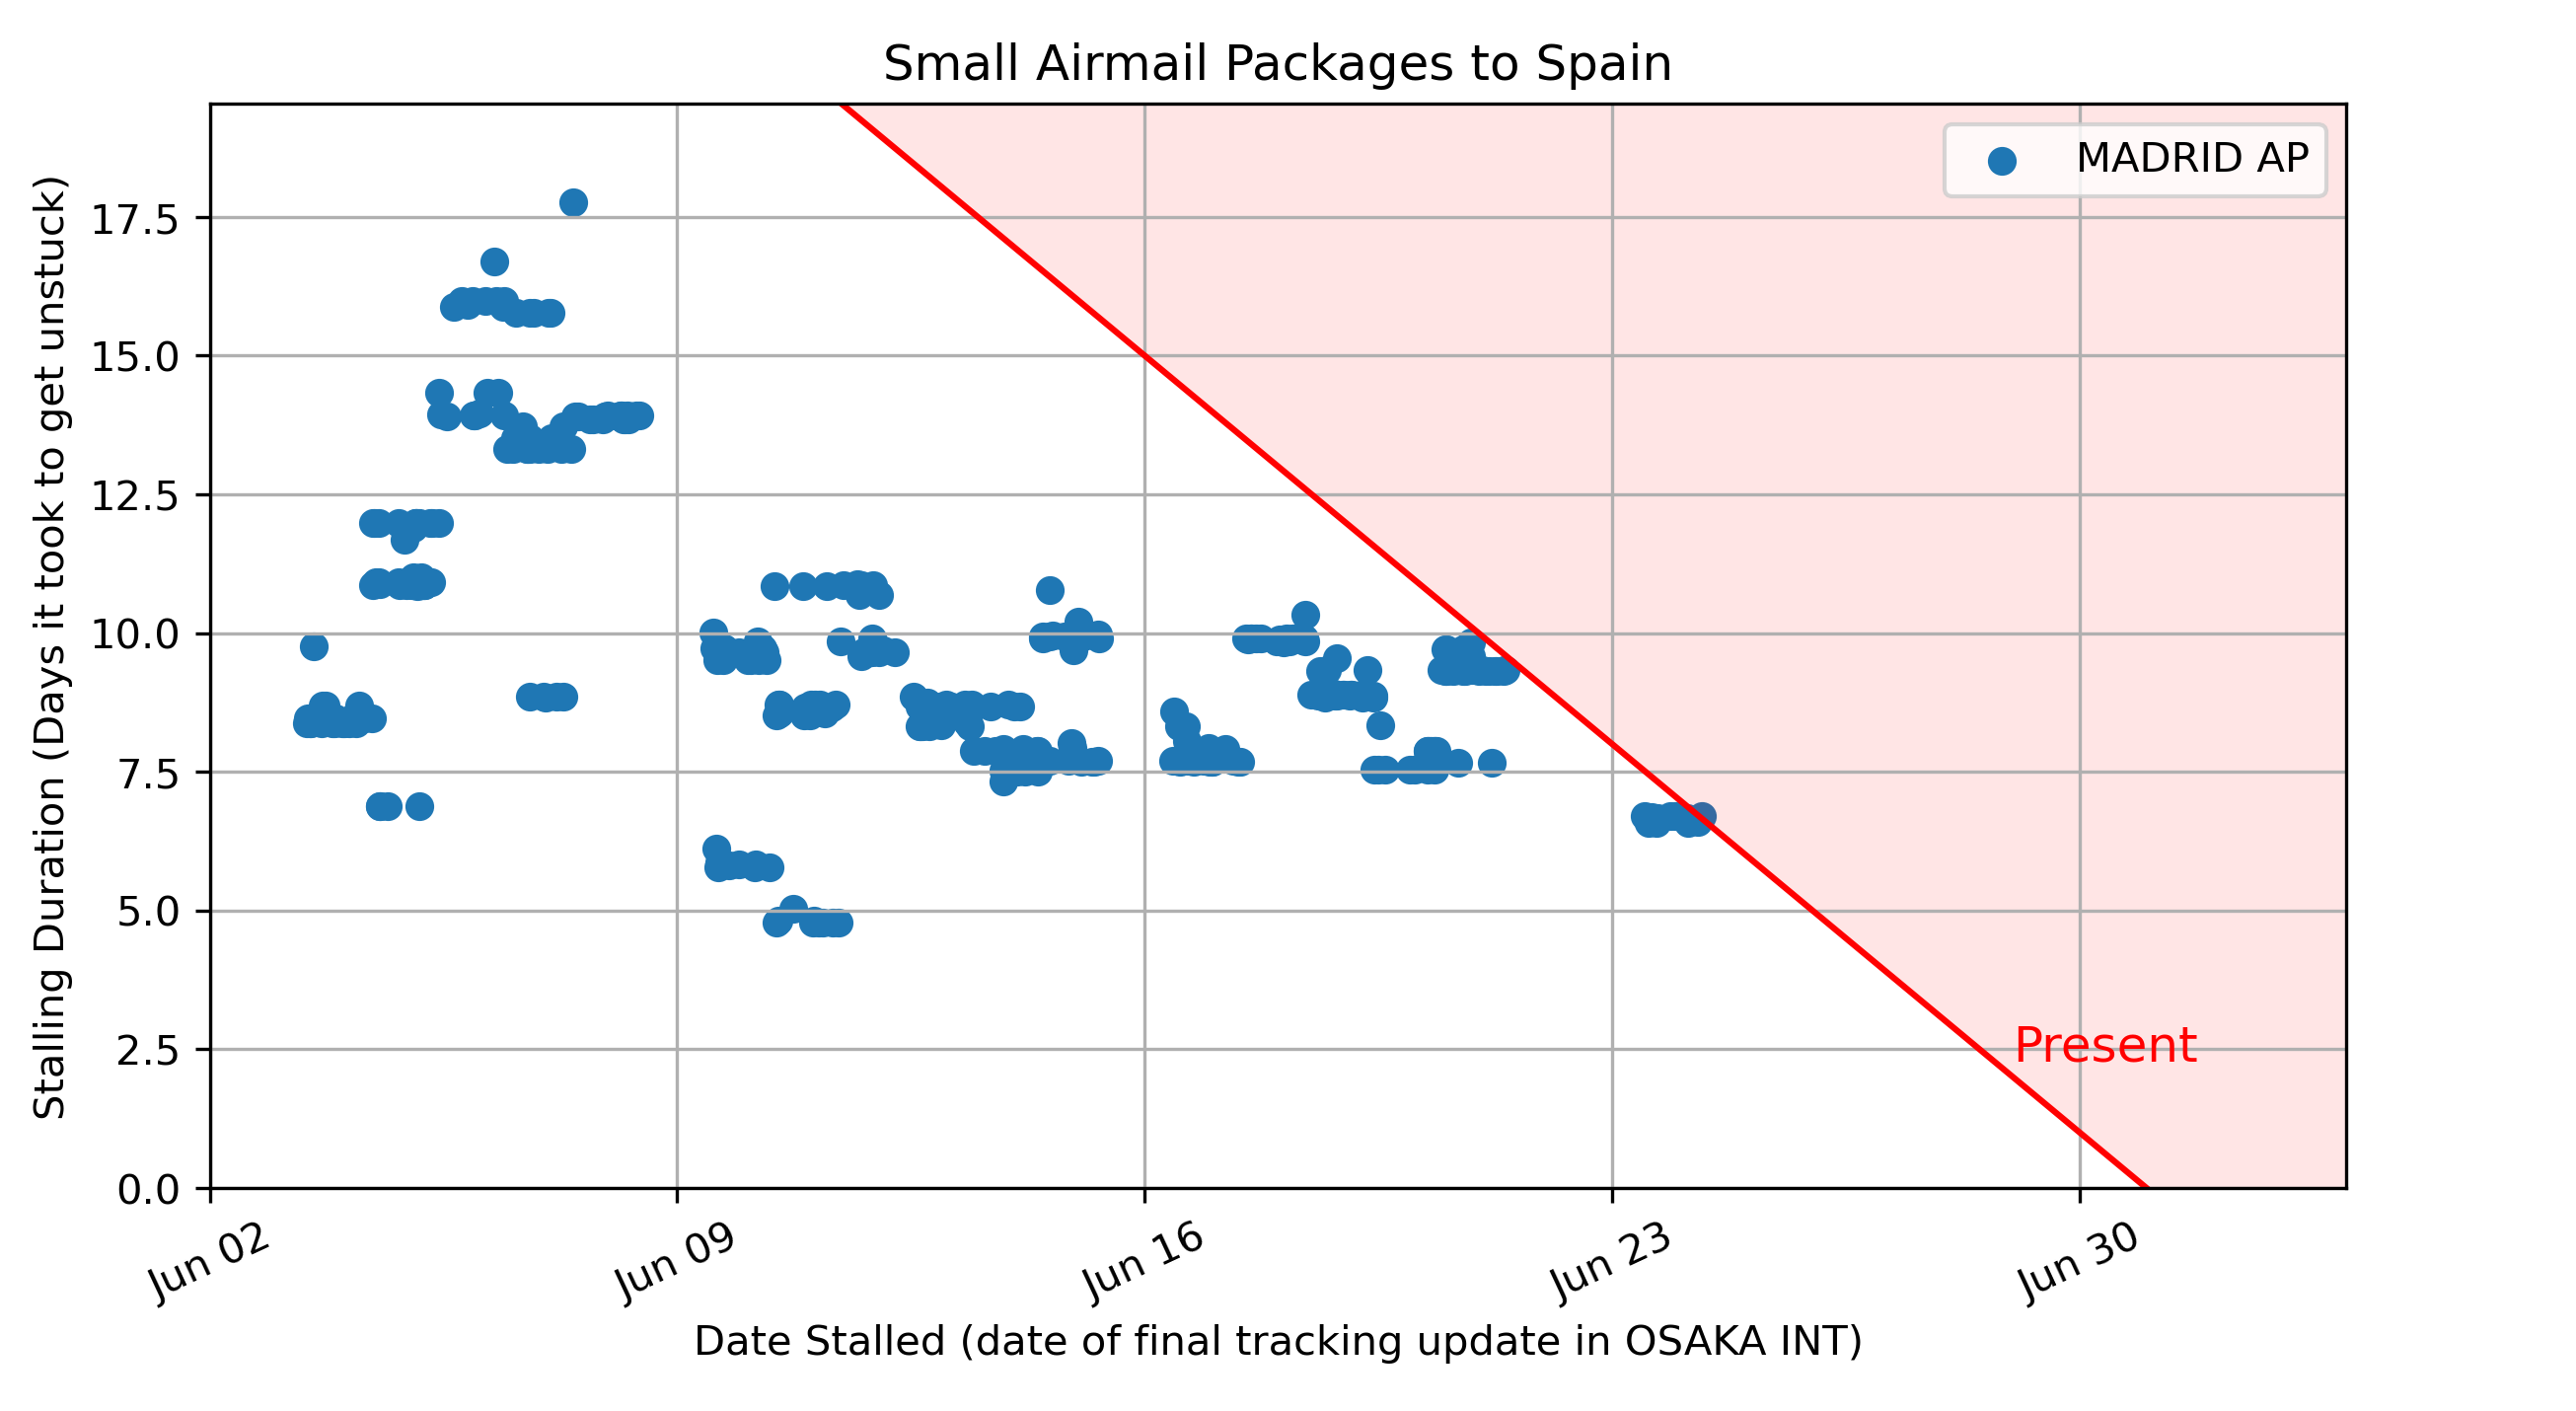 Small Airmail Packages to Spain
MADRID AP
Stalling Duration (Days it took to get unstuck)
17.5
15.0
12.5
10.0
7.5
5.0
2.5
0.0
Present
Jun 02
Jun 09
Jun 16
Jun 23
Jun 30
Date Stalled (date of final tracking update in OSAKA INT)